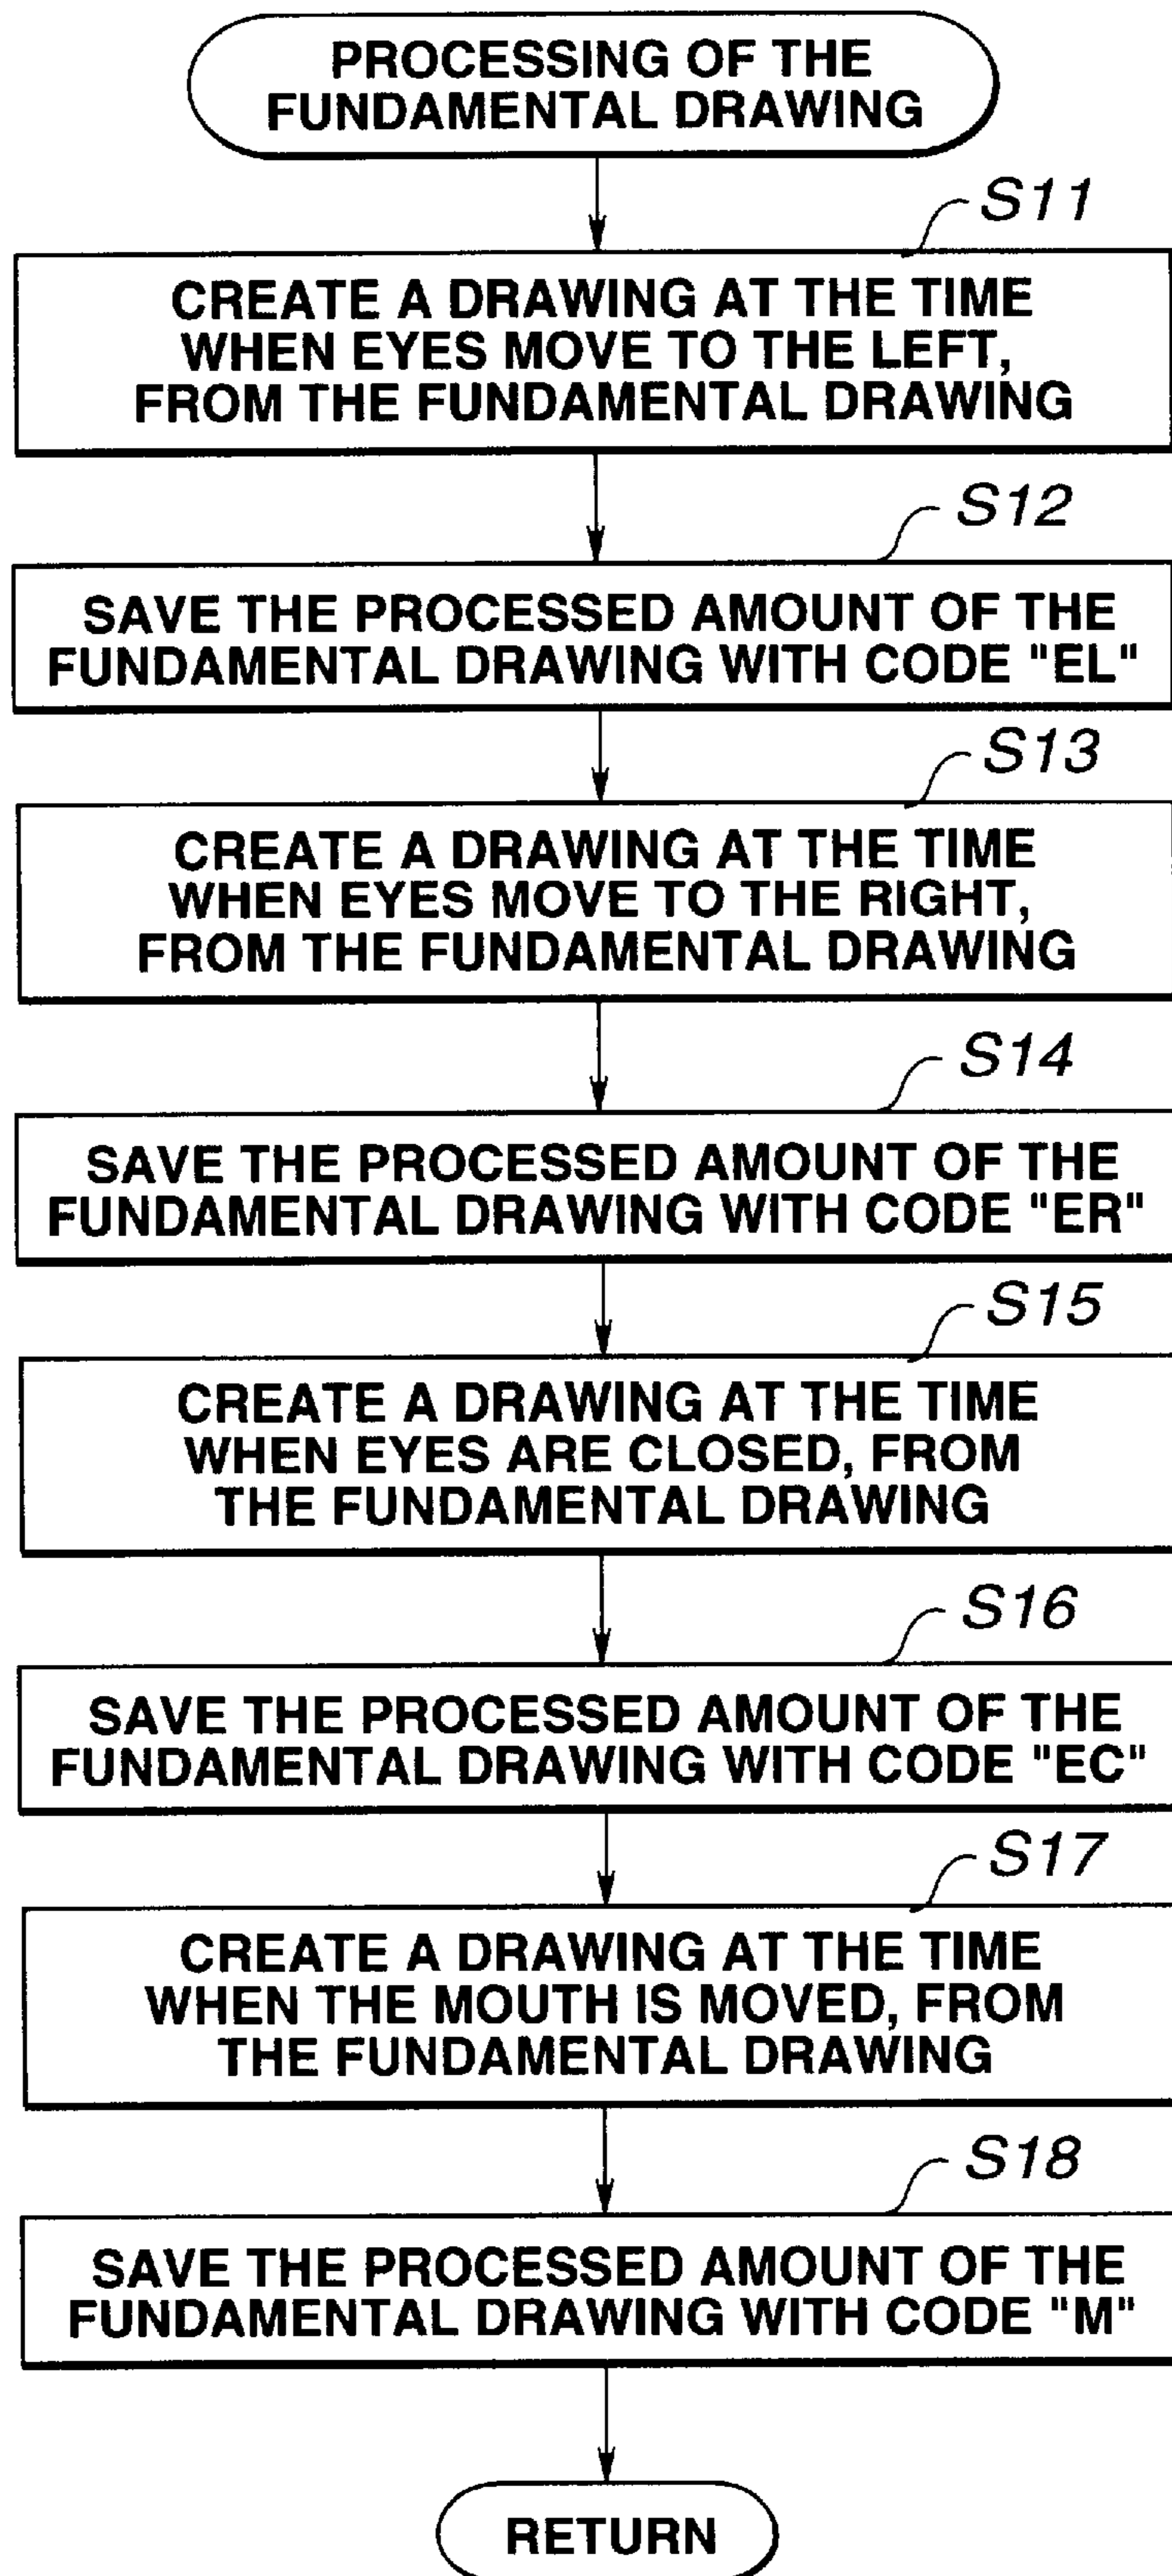 PROCESSING OF THE
FUNDAMENTAL DRAWING
S11
CREATE A DRAWING AT THE TIME
WHEN EYES MOVE TO THE LEFT,
FROM THE FUNDAMENTAL DRAWING
S12
SAVE THE PROCESSED AMOUNT OF THE
FUNDAMENTAL DRAWING WITH CODE "EL"
S13
CREATE A DRAWING AT THE TIME
WHEN EYES MOVE TO THE RIGHT,
FROM THE FUNDAMENTAL DRAWING
S14
SAVE THE PROCESSED AMOUNT OF THE
FUNDAMENTAL DRAWING WITH CODE "ER"
S15
CREATE A DRAWING AT THE TIME
WHEN EYES ARE CLOSED, FROM
THE FUNDAMENTAL DRAWING
S16
SAVE THE PROCESSED AMOUNT OF THE
FUNDAMENTAL DRAWING WITH CODE "EC"
S17
CREATE A DRAWING AT THE TIME
WHEN THE MOUTH IS MOVED, FROM
THE FUNDAMENTAL DRAWING
S18
SAVE THE PROCESSED AMOUNT OF THE
FUNDAMENTAL DRAWING WITH CODE "M"
RETURN